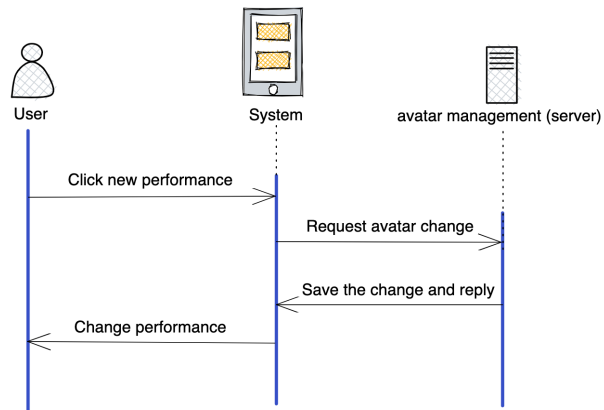 User
System
avatar management (server)
Click new performance
Request avatar change
Save the change and reply
Change performance